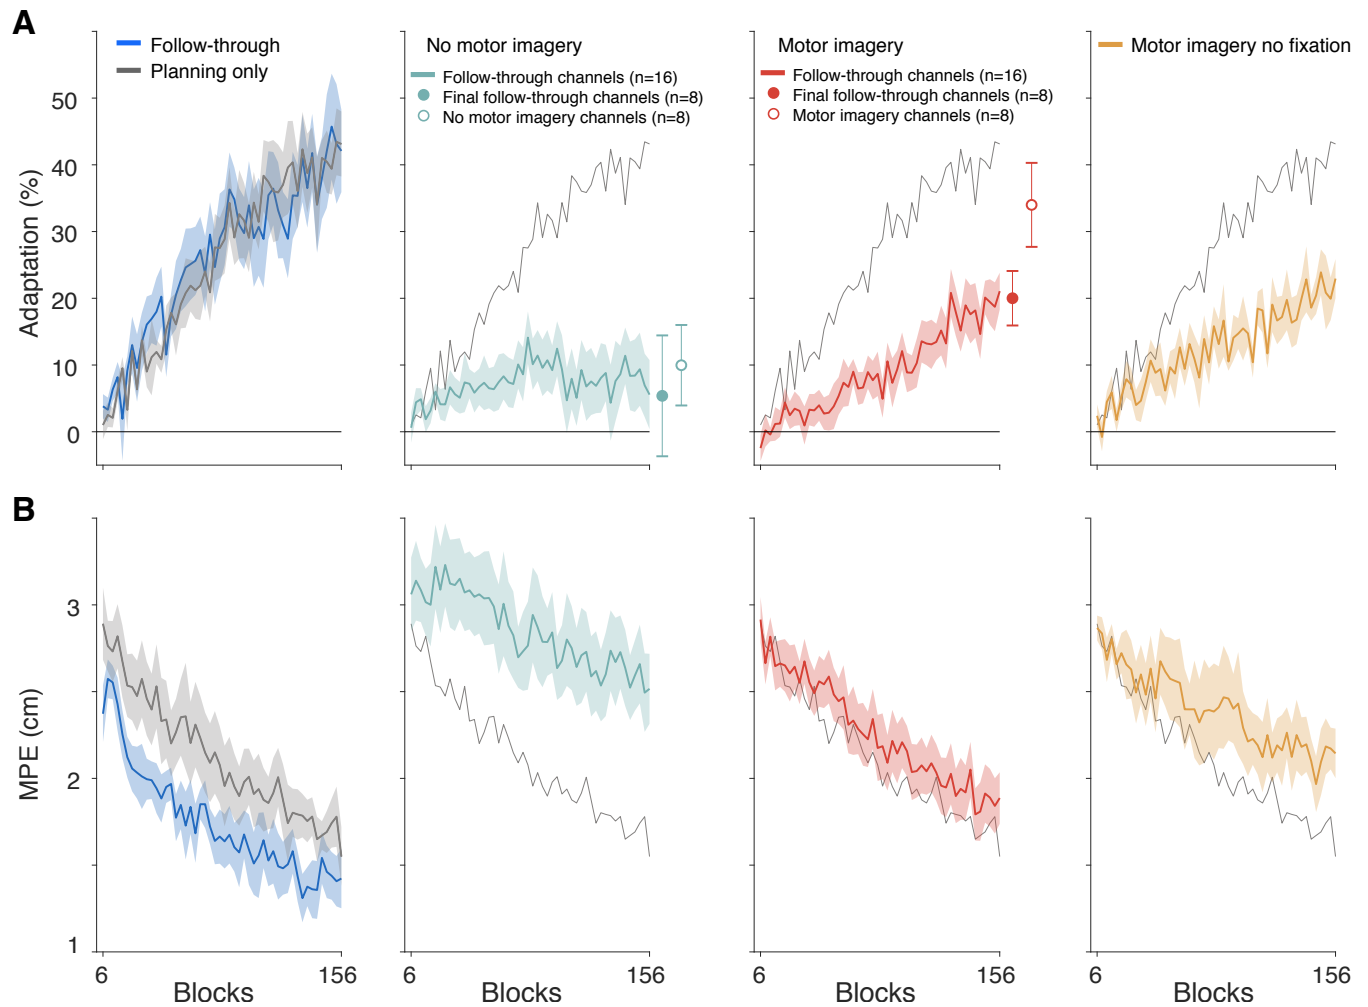 A
Follow-through
Planning only
No motor imagery
Follow-through channels (n=16)
Final follow-through channels (n=8)
No motor imagery channels (n=8)
Motor imagery
Follow-through channels (n=16)
Final follow-through channels (n=8)
Motor imagery channels (n=8)
Motor imagery no fixation
Adaptation (%)
50
40
30
20
10
0
B
MPE (cm)
3
2
1
6
156
Blocks
6
156
Blocks
6
156
Blocks
6
156
Blocks